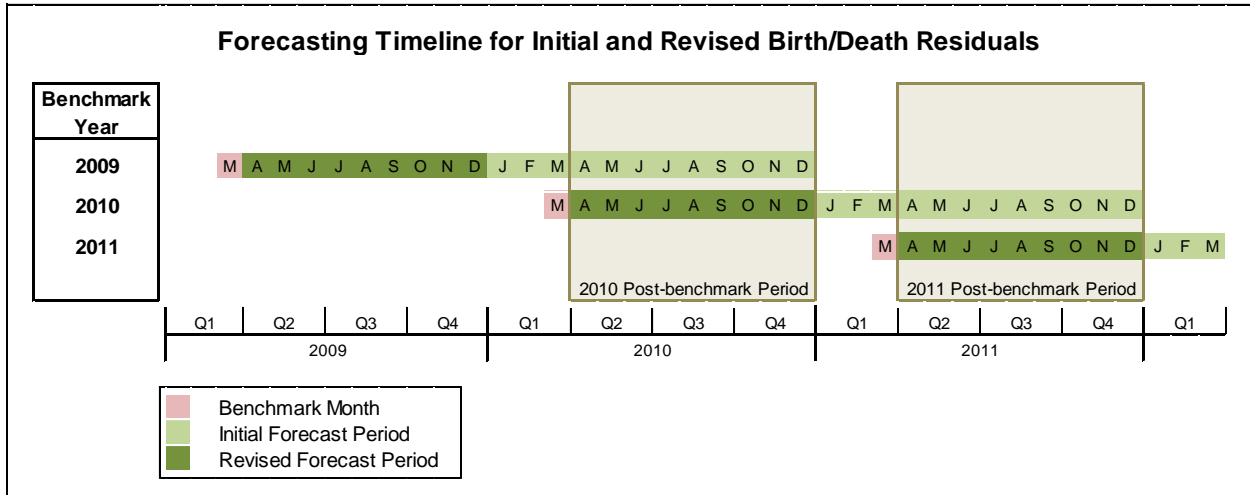 Forecasting Timeline for Initial and Revised Birth/Death Residuals
Benchmark
Year
2009
M A M J J A S O N D J F M A M J J A S O N D
2010
M A M J J A S O N D J F M A M J J A S O N D
2011
M A M J J A S O N D J F M
2010 Post-benchmark Period
2011 Post-benchmark Period
Q1 Q2 Q3 Q4 Q1 Q2 Q3 Q4 Q1 Q2 Q3 Q4 Q1
2009 2010 2011
Benchmark Month
Initial Forecast Period
Revised Forecast Period